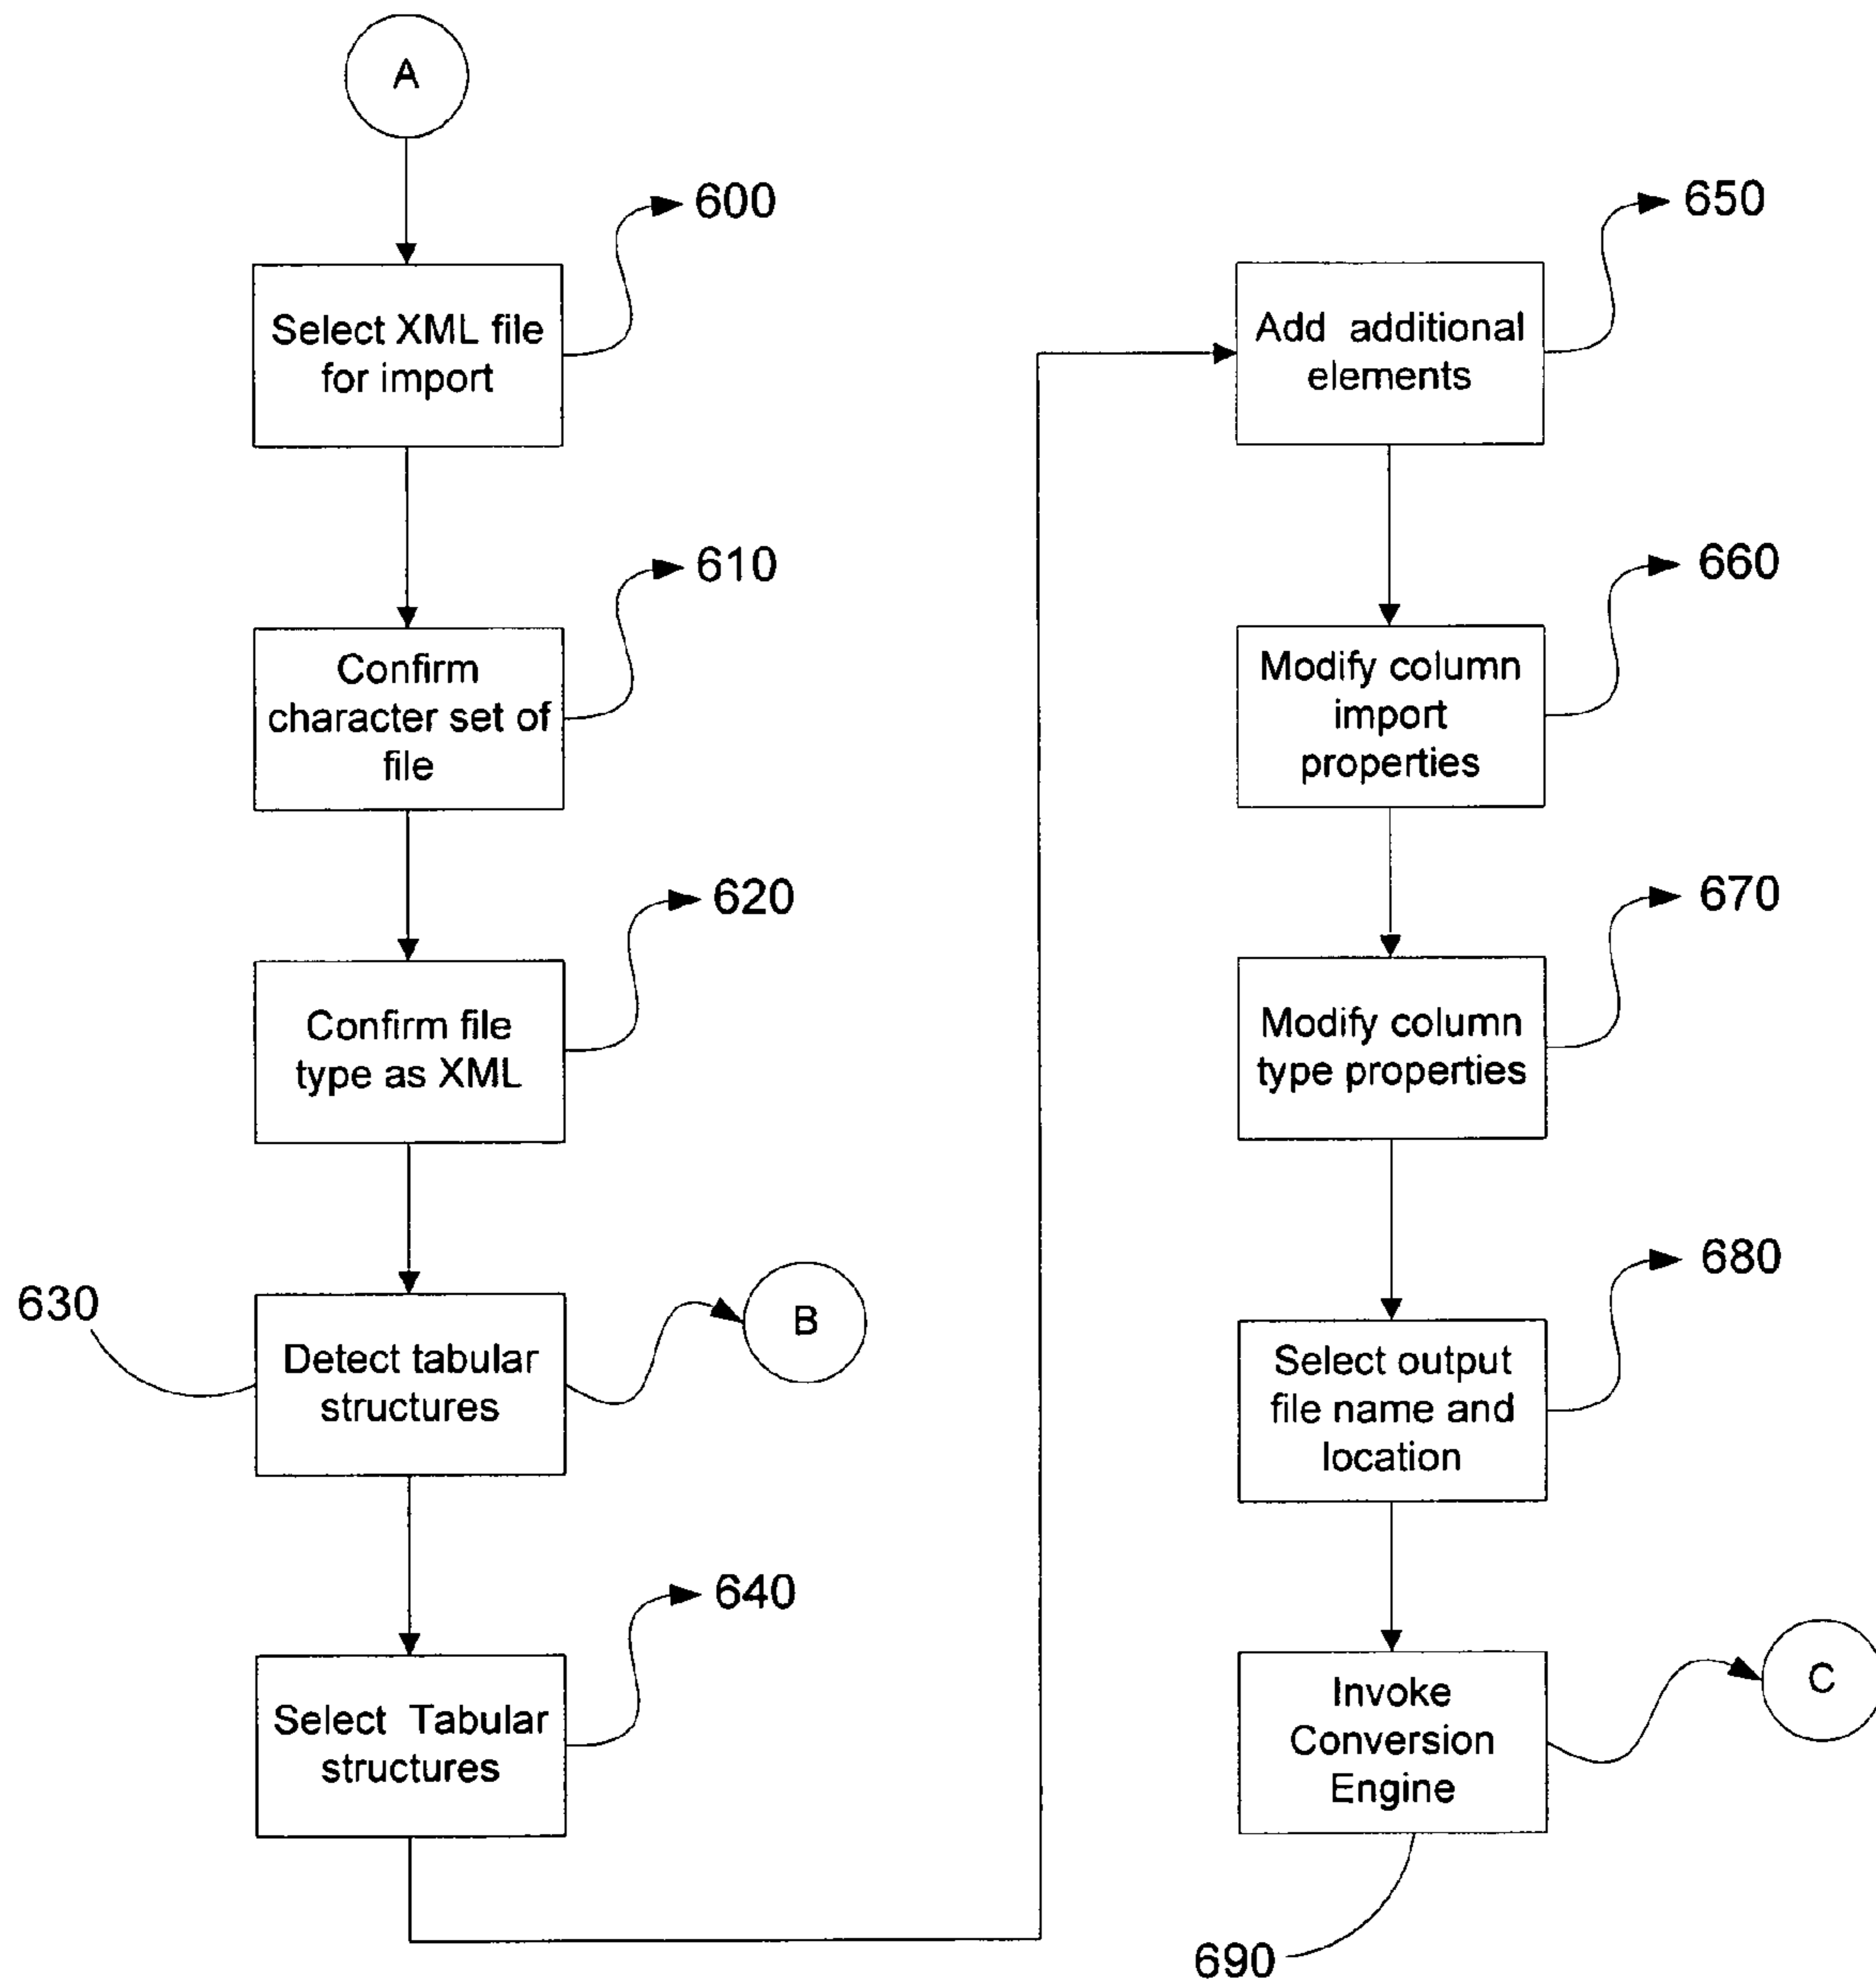 A
600
Select XML file
for import
610
Confirm
character set of
file
620
Confirm file
type as XML
630
Detect tabular
structures
B
640
Select Tabular
structures
650
Add additional
elements
660
Modify column
import
properties
670
Modify column
type properties
680
Select output
file name and
location
Invoke
Conversion
Engine
C
690